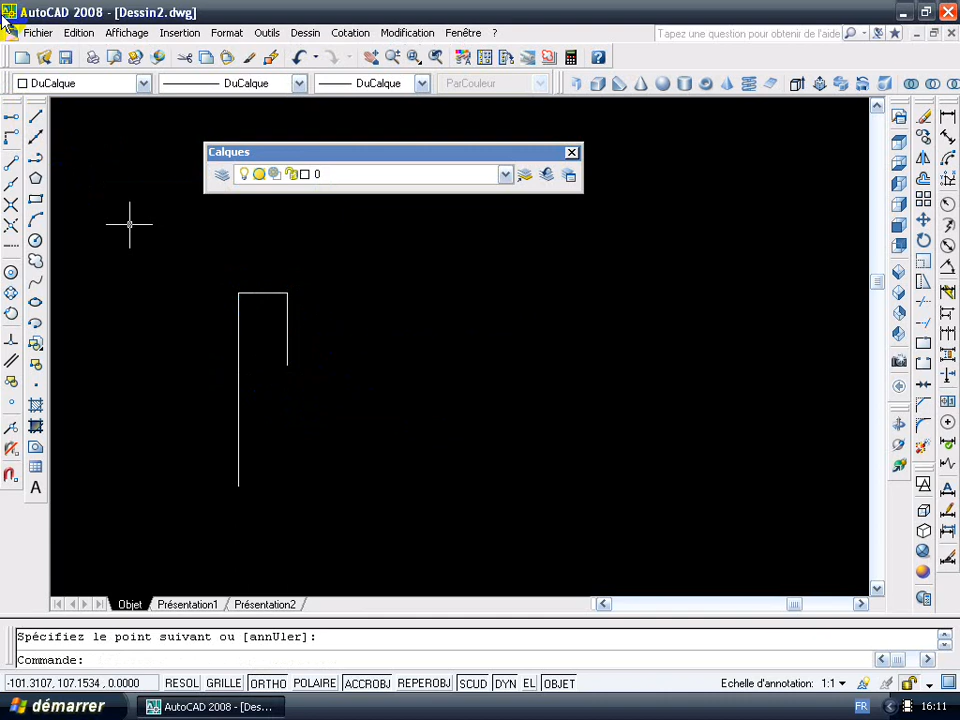 AutoCAD 2008 - [Dessin2.dwg]
Fichier Edition Affichage Insertion Format Outils Dessin Cotation Modification Fenêtre ?
Tapez une question pour obtenir de l'aide
DuCalque DuCalque DuCalque ParCouleur
Calques
0
A
Objet Présentation1 Présentation2
Spécifiez le point suivant ou [annUler]:
Commande:
-101.3107, 107.1534 , 0.0000 RESOL GRILLE ORTHO POLAIRE ACCROBJ REPEROBJ SCUD DYN EL OBJET Echelle d'annotation: 1:1
démarrer AutoCAD 2008 - [Des... FR 16:11